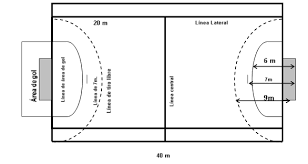 20 m
Línea Lateral
Área de gol
Línea de área de gol
Línea de 7m.
Línea de tiro libre
Línea central
6 m
7m
9m
40 m